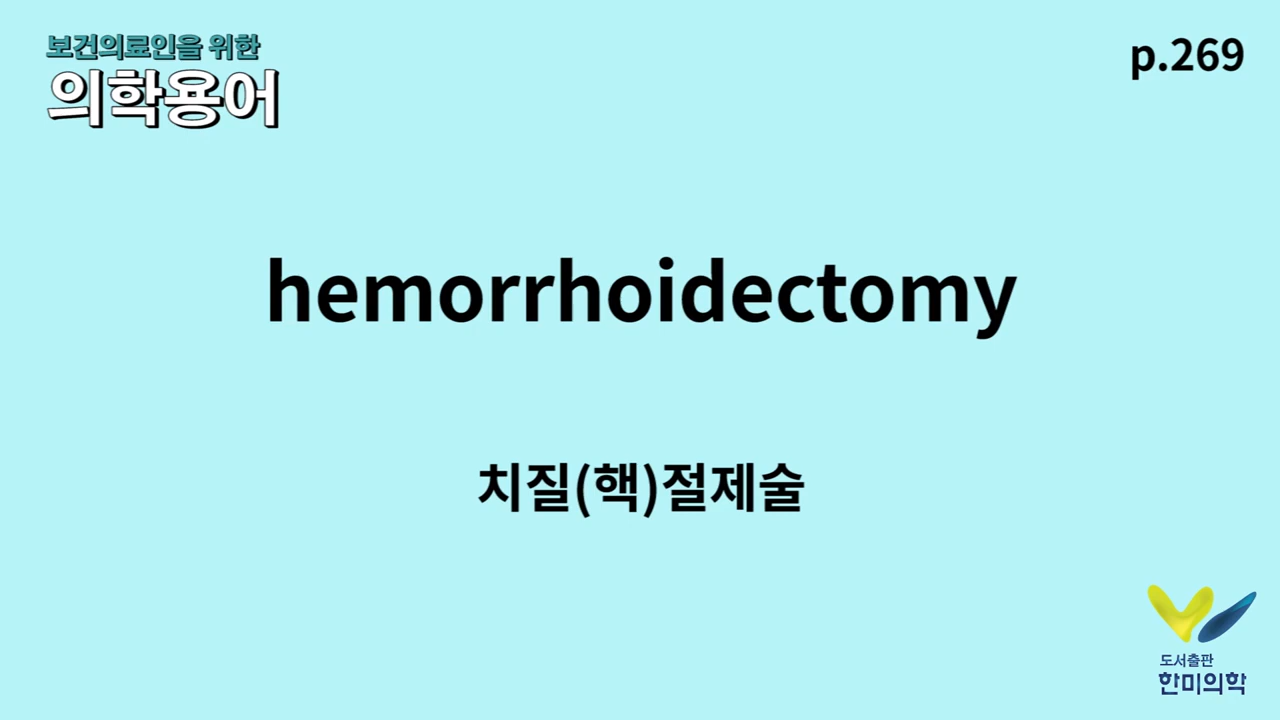 보건의료인을 위한
의학용어
p.269
hemorrhoidectomy
치질(핵)절제술
도서출판
한미의학